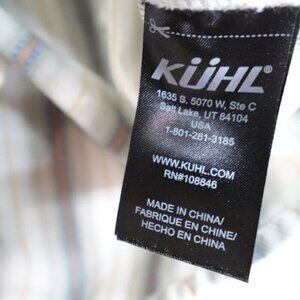 KÜHL®
1635 S. 5070 W, Ste C
Salt Lake, UT 84104
USA
1-801-281-3185
WWW.KUHL.COM
RN#108846
MADE IN CHINA/
FABRIQUE EN CHINE/
HECHO EN CHINA